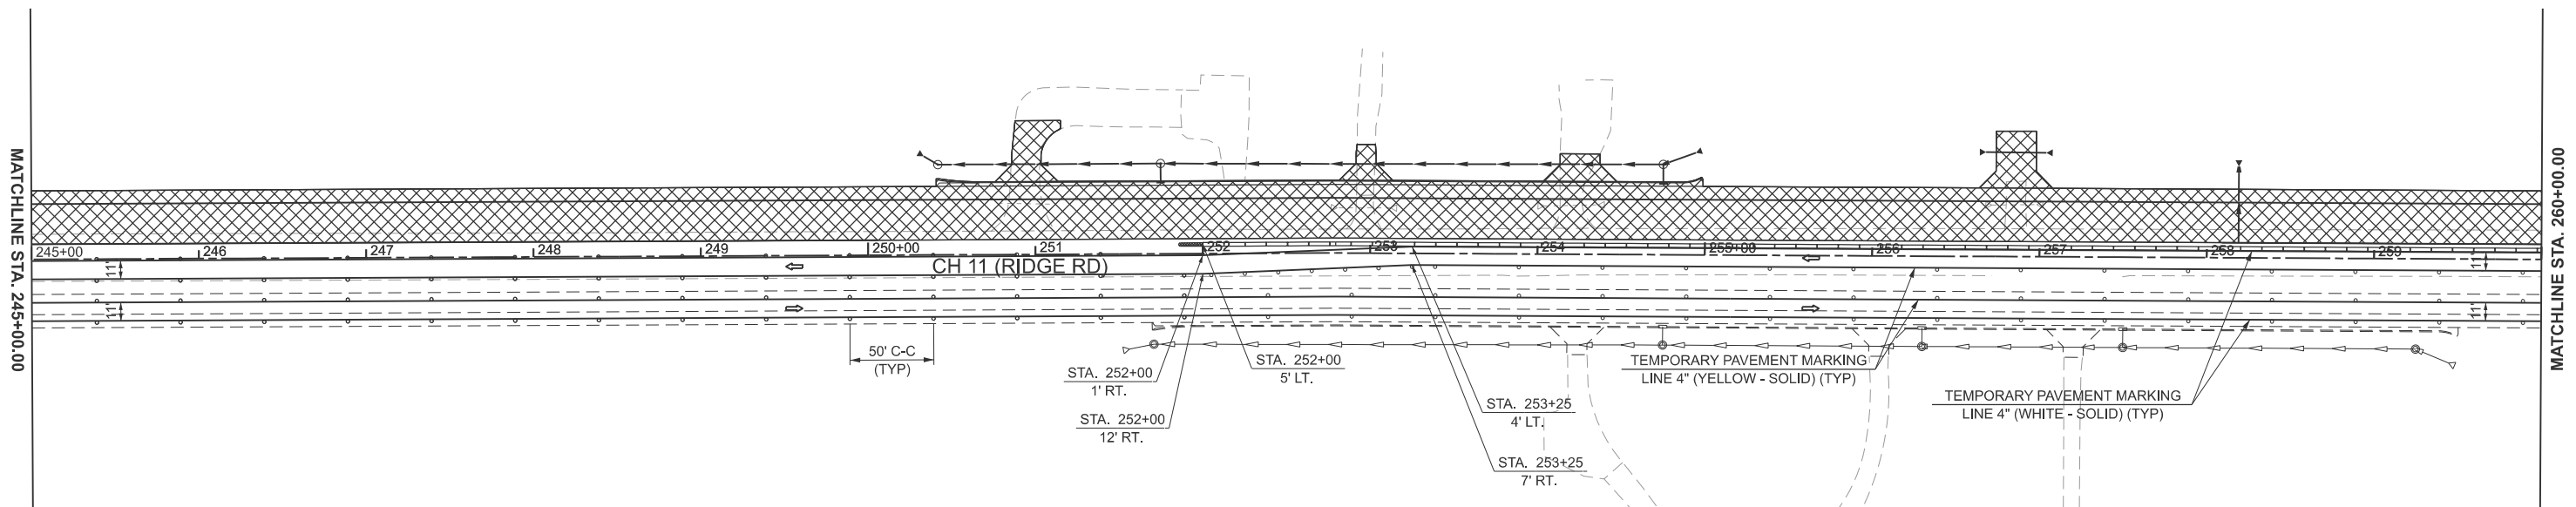 MATCHLINE STA. 245+00.00
MATCHLINE STA. 260+00.00
245+00
246
247
248
249
250+00
251
252
253
254
255+00
256
257
258
259
11'
11'
11'
11'
CH 11 (RIDGE RD)
50' C-C
(TYP)
STA. 252+00
1' RT.
STA. 252+00
5' LT.
STA. 252+00
12' RT.
STA. 253+25
4' LT.
STA. 253+25
7' RT.
TEMPORARY PAVEMENT MARKING
LINE 4" (YELLOW - SOLID) (TYP)
TEMPORARY PAVEMENT MARKING
LINE 4" (WHITE - SOLID) (TYP)